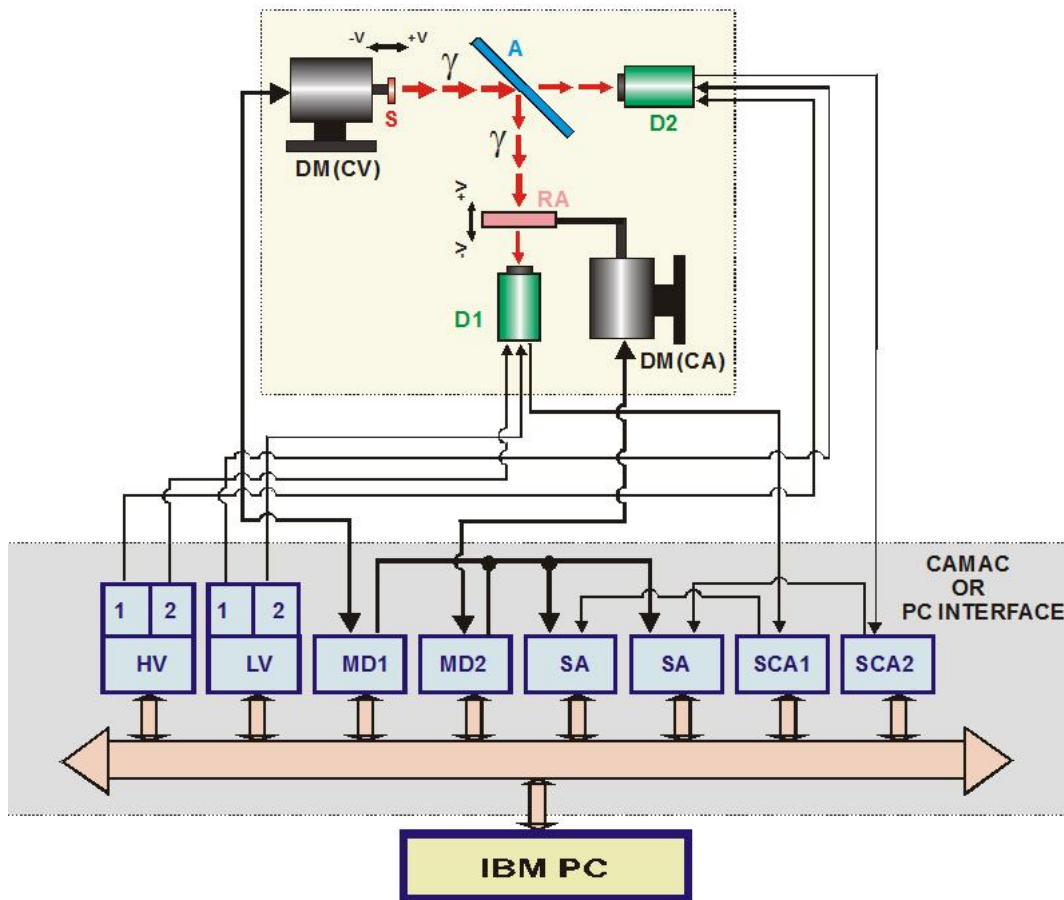 -V +V
A
γ
S
D2
DM(CV)
γ
+V
RA
-V
D1
DM(CA)
CAMAC
OR
PC INTERFACE
1 2 1 2
HV LV MD1 MD2 SA SA SCA1 SCA2
IBM PC